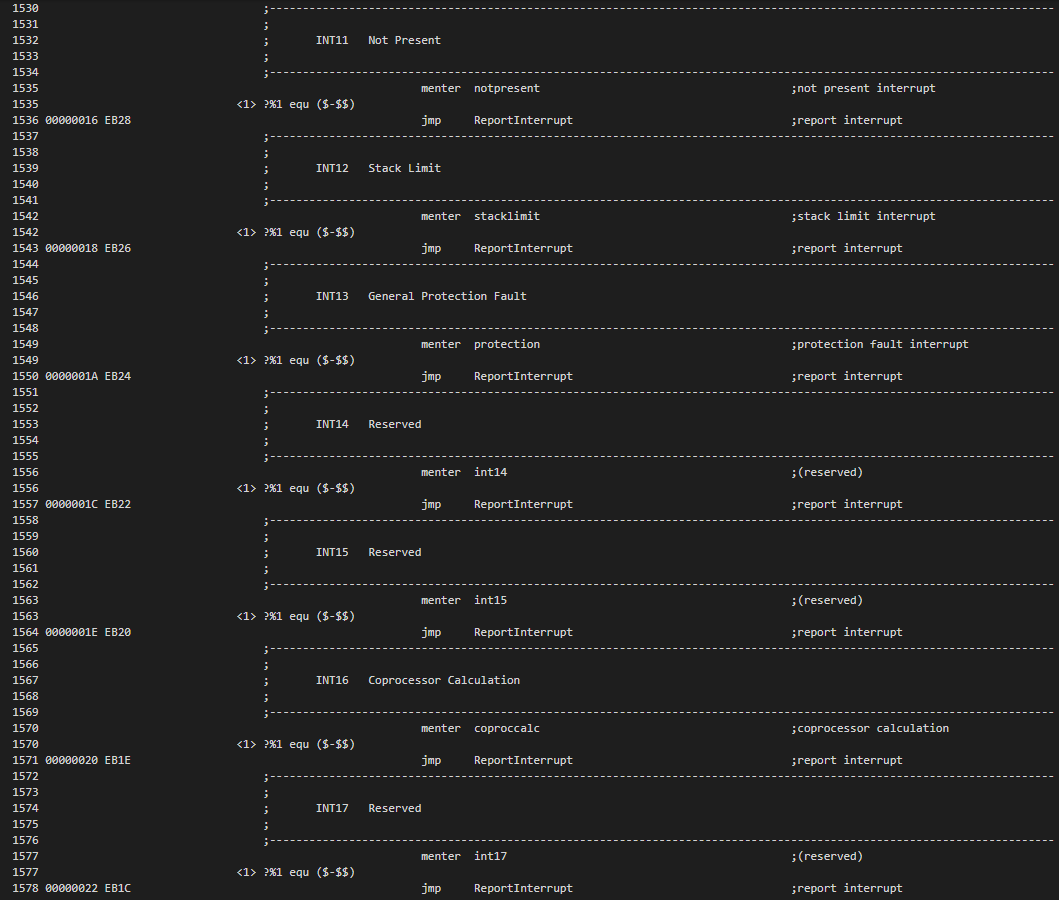 1530 ;-----------------------------------------------------------------------------------------------------------------------
1531 ;
1532 ; INT11 Not Present
1533 ;
1534 ;-----------------------------------------------------------------------------------------------------------------------
1535 menter notpresent ;not present interrupt
1535 <1> ?%1 equ ($-$$)
1536 00000016 EB28 jmp ReportInterrupt ;report interrupt
1537 ;-----------------------------------------------------------------------------------------------------------------------
1538 ;
1539 ; INT12 Stack Limit
1540 ;
1541 ;-----------------------------------------------------------------------------------------------------------------------
1542 menter stacklimit ;stack limit interrupt
1542 <1> ?%1 equ ($-$$)
1543 00000018 EB26 jmp ReportInterrupt ;report interrupt
1544 ;-----------------------------------------------------------------------------------------------------------------------
1545 ;
1546 ; INT13 General Protection Fault
1547 ;
1548 ;-----------------------------------------------------------------------------------------------------------------------
1549 menter protection ;protection fault interrupt
1549 <1> ?%1 equ ($-$$)
1550 0000001A EB24 jmp ReportInterrupt ;report interrupt
1551 ;-----------------------------------------------------------------------------------------------------------------------
1552 ;
1553 ; INT14 Reserved
1554 ;
1555 ;-----------------------------------------------------------------------------------------------------------------------
1556 menter int14 ;(reserved)
1556 <1> ?%1 equ ($-$$)
1557 0000001C EB22 jmp ReportInterrupt ;report interrupt
1558 ;-----------------------------------------------------------------------------------------------------------------------
1559 ;
1560 ; INT15 Reserved
1561 ;
1562 ;-----------------------------------------------------------------------------------------------------------------------
1563 menter int15 ;(reserved)
1563 <1> ?%1 equ ($-$$)
1564 0000001E EB20 jmp ReportInterrupt ;report interrupt
1565 ;-----------------------------------------------------------------------------------------------------------------------
1566 ;
1567 ; INT16 Coprocessor Calculation
1568 ;
1569 ;-----------------------------------------------------------------------------------------------------------------------
1570 menter coproccalc ;coprocessor calculation
1570 <1> ?%1 equ ($-$$)
1571 00000020 EB1E jmp ReportInterrupt ;report interrupt
1572 ;-----------------------------------------------------------------------------------------------------------------------
1573 ;
1574 ; INT17 Reserved
1575 ;
1576 ;-----------------------------------------------------------------------------------------------------------------------
1577 menter int17 ;(reserved)
1577 <1> ?%1 equ ($-$$)
1578 00000022 EB1C jmp ReportInterrupt ;report interrupt